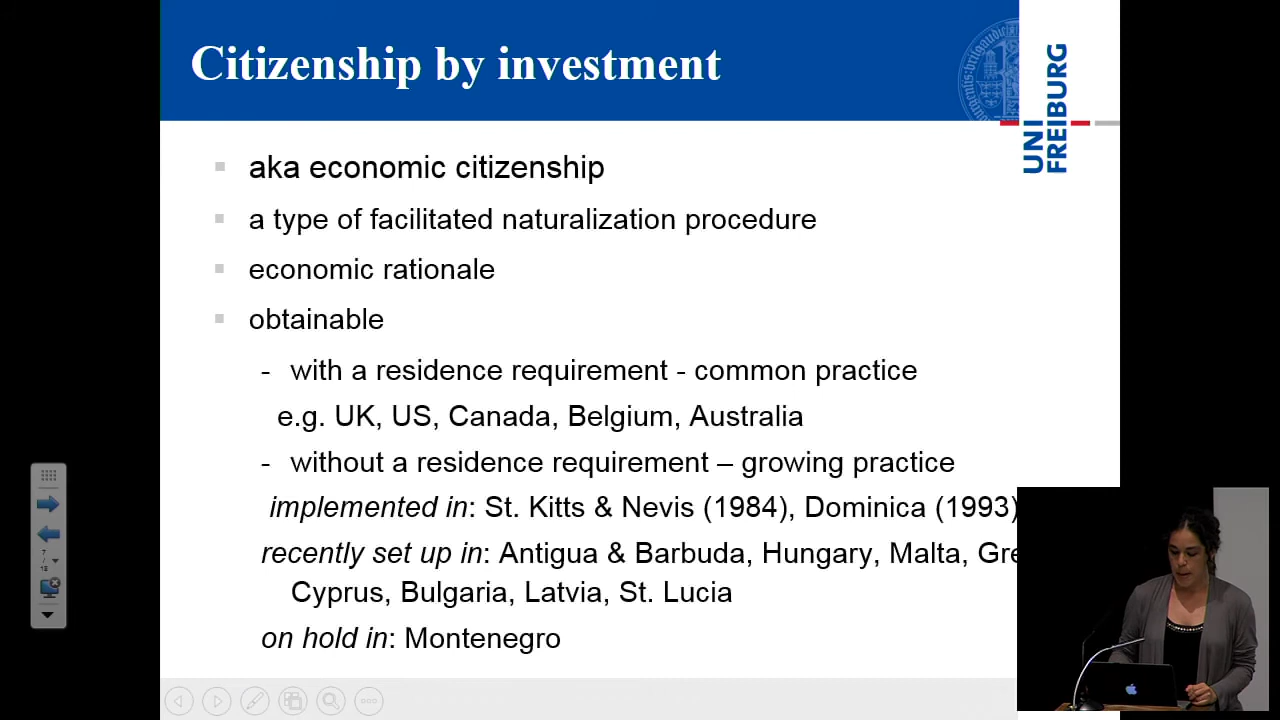 Citizenship by investment
UNI
FREIBURG
aka economic citizenship
a type of facilitated naturalization procedure
economic rationale
obtainable
- with a residence requirement - common practice
e.g. UK, US, Canada, Belgium, Australia
- without a residence requirement – growing practice
implemented in: St. Kitts & Nevis (1984), Dominica (1993)
recently set up in: Antigua & Barbuda, Hungary, Malta, Gre
Cyprus, Bulgaria, Latvia, St. Lucia
on hold in: Montenegro
7
/
18